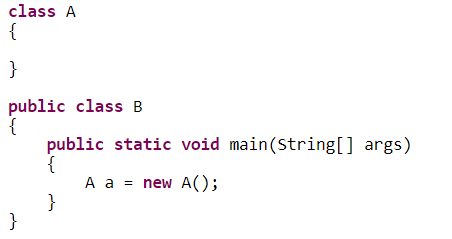 class A
{
}
public class B
{
    public static void main(String[] args)
    {
        A a = new A();
    }
}